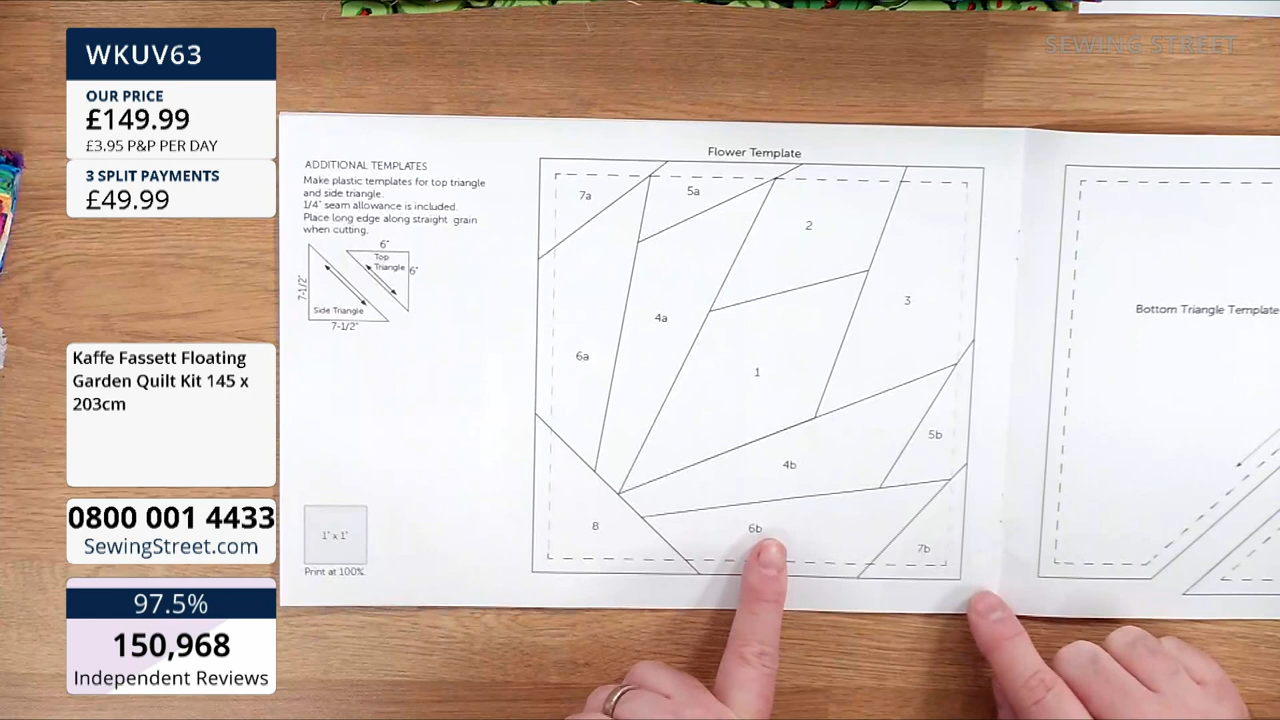 WKUV63
OUR PRICE
£149.99
£3.95 P&P PER DAY
3 SPLIT PAYMENTS
£49.99
Kaffe Fassett Floating
Garden Quilt Kit 145 x
203cm
0800 001 4433
SewingStreet.com
97.5%
150,968
Independent Reviews
SEWING STREET
ADDITIONAL TEMPLATES
Make plastic templates for top triangle
and side triangle.
1/4" seam allowance is included.
Place long edge along straight grain
when cutting.
6"
Top
Triangle
6"
7-1/2"
Side Triangle
7-1/2"
1" x 1"
Print at 100%.
Flower Template
7a
5a
2
3
4a
6a
1
5b
4b
8
6b
7b
Bottom Triangle Template